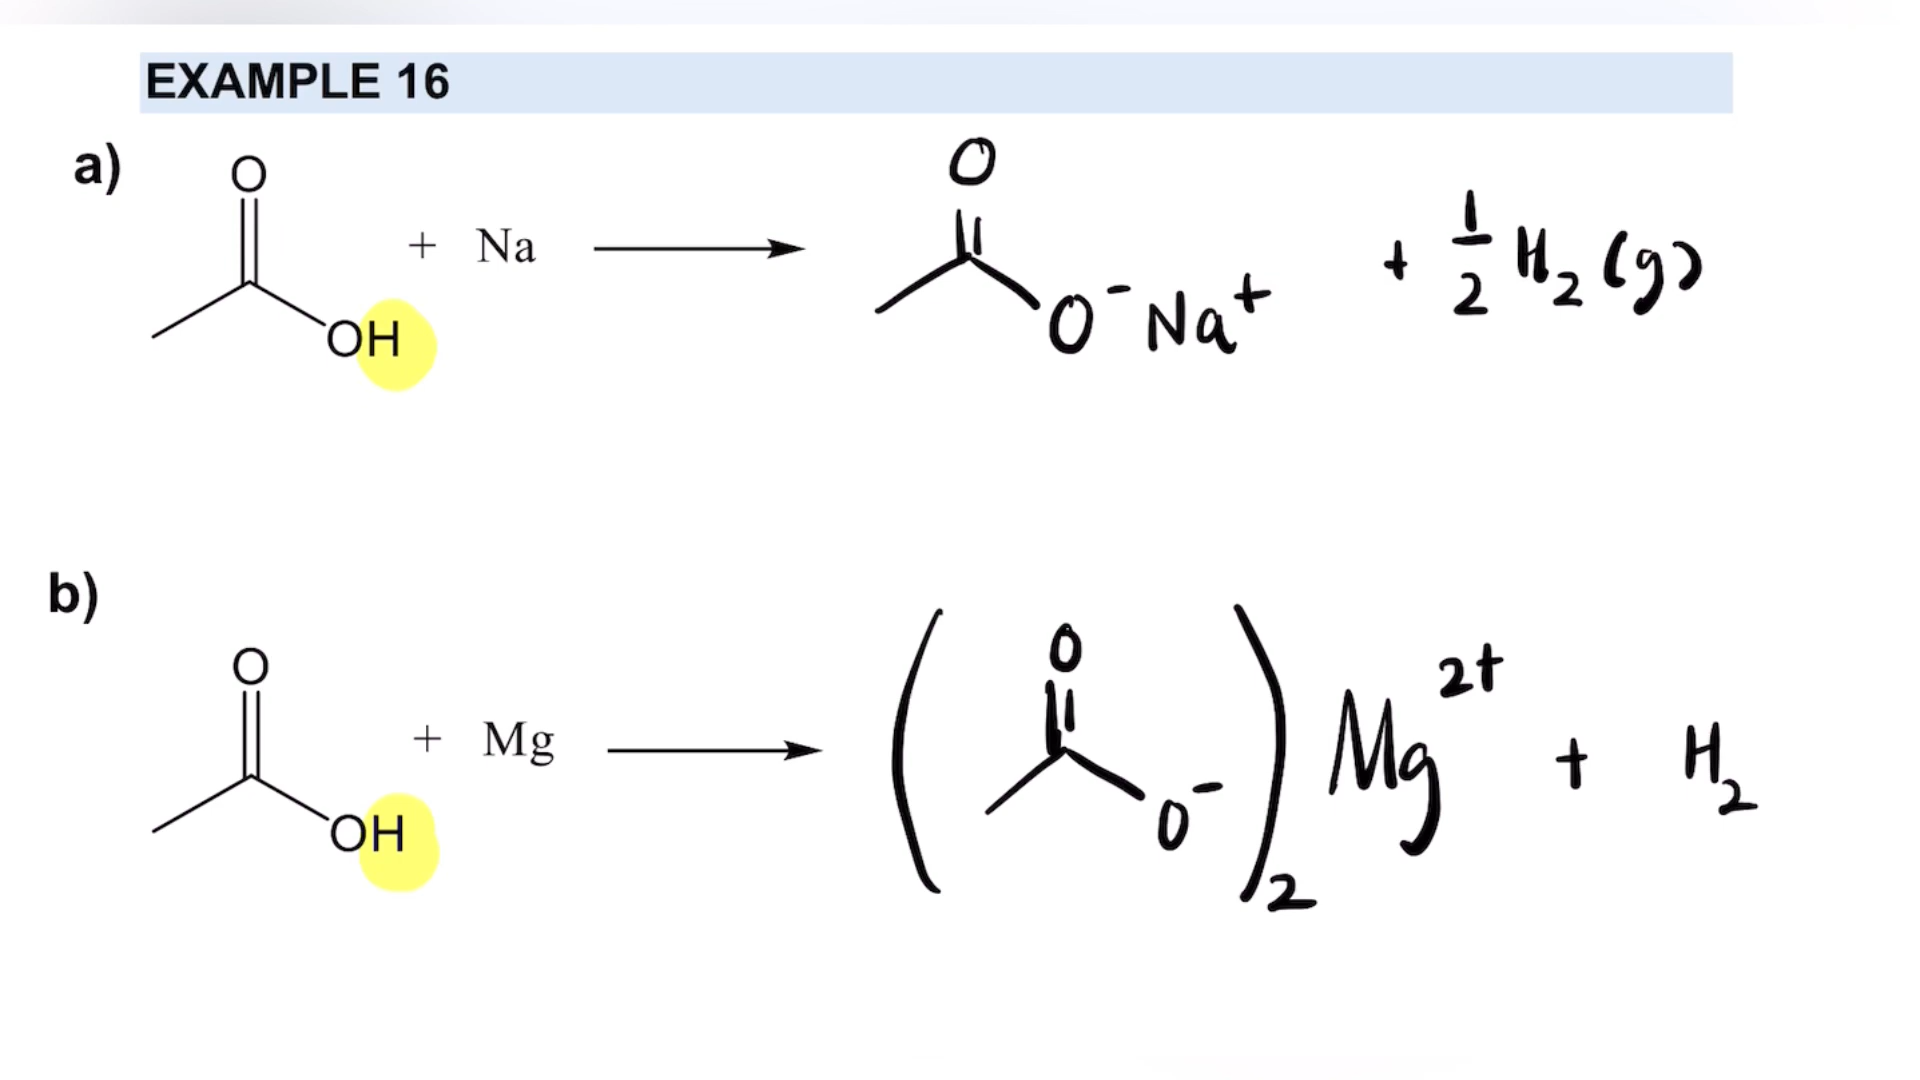 EXAMPLE 16
a)
O
OH + Na
O
O⁻Na⁺ + 1/2 H₂ (g)
b)
O
OH + Mg
( O
O⁻ )₂ Mg²⁺ + H₂